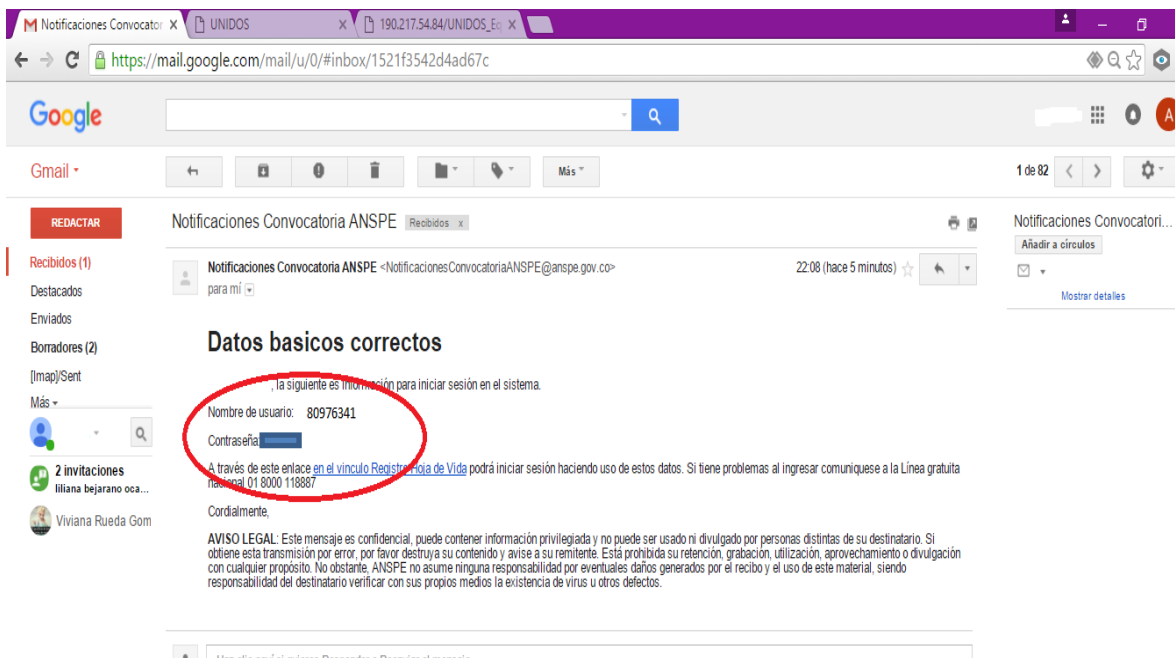 Notificaciones Convocator
UNIDOS
190.217.54.84/UNIDOS_Eq
https://mail.google.com/mail/u/0/#inbox/1521f3542d4ad67c
Google
A
Gmail
Más
1 de 82
REDACTAR
Recibidos (1)
Destacados
Enviados
Borradores (2)
[Imap]/Sent
Más
2 invitaciones
liliana bejarano oca...
Viviana Rueda Gom
Notificaciones Convocatoria ANSPE Recibidos x
Notificaciones Convocatoria ANSPE <NotificacionesConvocatoriaANSPE@anspe.gov.co>
22:08 (hace 5 minutos)
para mí
Datos basicos correctos
, la siguiente es información para iniciar sesión en el sistema.
Nombre de usuario: 80976341
Contraseña:
A través de este enlace en el vinculo Registro Hoja de Vida podrá iniciar sesión haciendo uso de estos datos. Si tiene problemas al ingresar comuniquese a la Línea gratuita
nacional 01 8000 118887
Cordialmente,
AVISO LEGAL: Este mensaje es confidencial, puede contener información privilegiada y no puede ser usado ni divulgado por personas distintas de su destinatario. Si
obtiene esta transmisión por error, por favor destruya su contenido y avise a su remitente. Está prohibida su retención, grabación, utilización, aprovechamiento o divulgación
con cualquier propósito. No obstante, ANSPE no asume ninguna responsabilidad por eventuales daños generados por el recibo y el uso de este material, siendo
responsabilidad del destinatario verificar con sus propios medios la existencia de virus u otros defectos.
Notificaciones Convocatori...
Añadir a círculos
Mostrar detalles